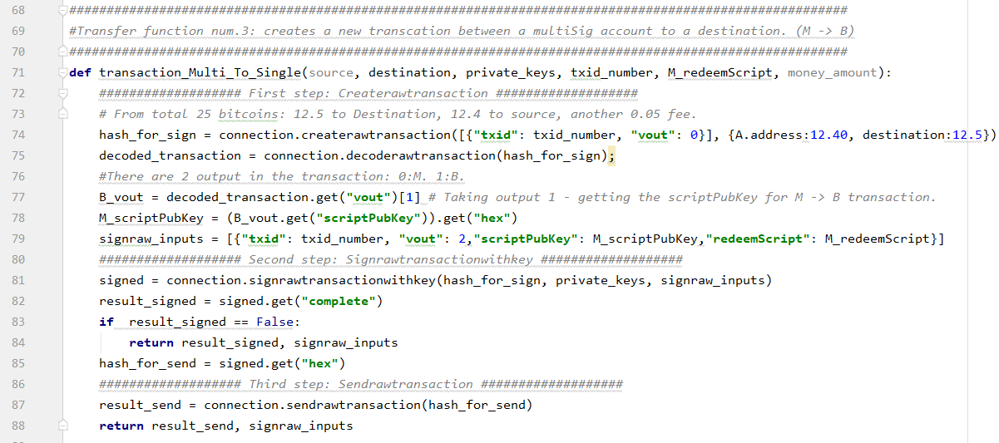 68 ########################################################################################################
69 #Transfer function num.3: creates a new transcation between a multiSig account to a destination. (M -> B)
70 ########################################################################################################
71 def transaction_Multi_To_Single(source, destination, private_keys, txid_number, M_redeemScript, money_amount):
72 ################### First step: Createrawtransaction ###################
73 # From total 25 bitcoins: 12.5 to Destination, 12.4 to source, another 0.05 fee.
74 hash_for_sign = connection.createrawtransaction([{"txid": txid_number, "vout": 0}], {A.address:12.40, destination:12.5})
75 decoded_transaction = connection.decoderawtransaction(hash_for_sign);
76 #There are 2 output in the transaction: 0:M. 1:B.
77 B_vout = decoded_transaction.get("vout")[1] # Taking output 1 - getting the scriptPubKey for M -> B transaction.
78 M_scriptPubKey = (B_vout.get("scriptPubKey")).get("hex")
79 signraw_inputs = [{"txid": txid_number, "vout": 2,"scriptPubKey": M_scriptPubKey,"redeemScript": M_redeemScript}]
80 ################### Second step: Signrawtransactionwithkey ###################
81 signed = connection.signrawtransactionwithkey(hash_for_sign, private_keys, signraw_inputs)
82 result_signed = signed.get("complete")
83 if  result_signed == False:
84 return result_signed, signraw_inputs
85 hash_for_send = signed.get("hex")
86 ################### Third step: Sendrawtransaction ###################
87 result_send = connection.sendrawtransaction(hash_for_send)
88 return result_send, signraw_inputs